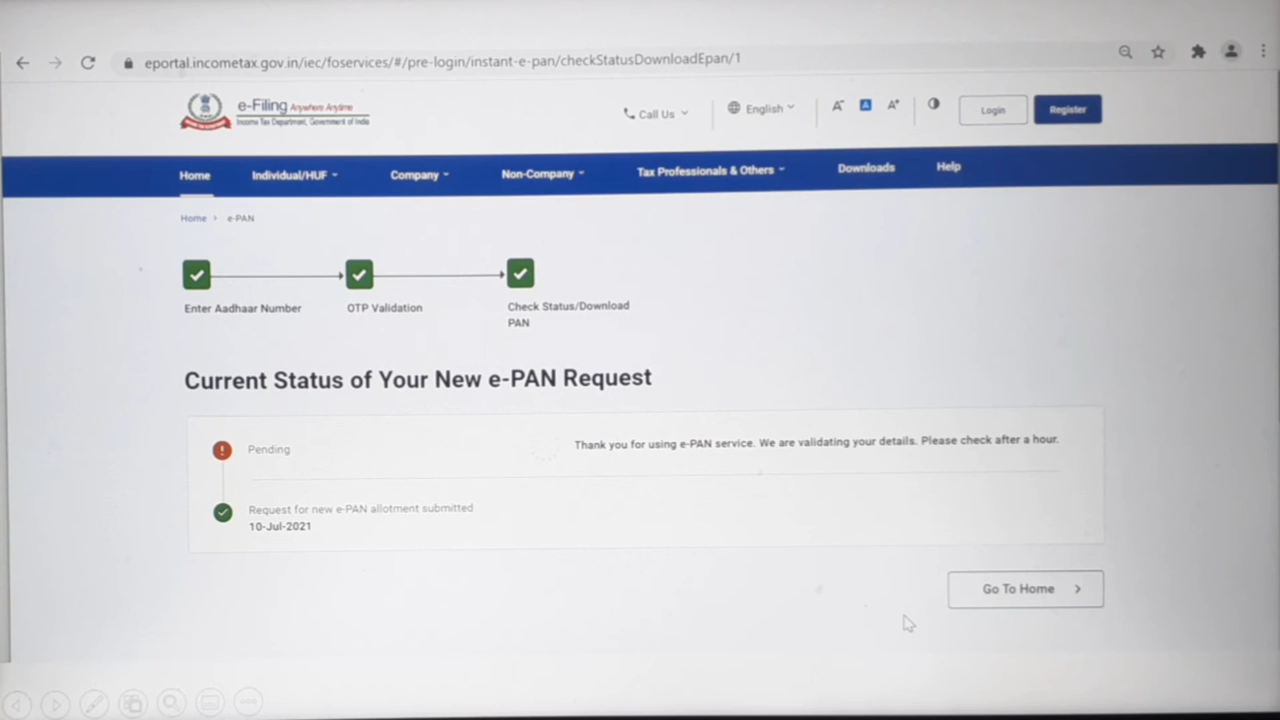 eportal.incometax.gov.in/iec/foservices/#/pre-login/instant-e-pan/checkStatusDownloadEpan/1
e-Filing Anywhere Anytime
Income Tax Department, Government of India
Call Us
English
A-
A
A+
Login
Register
Home
Individual/HUF
Company
Non-Company
Tax Professionals & Others
Downloads
Help
Home > e-PAN
Enter Aadhaar Number
OTP Validation
Check Status/Download
PAN
Current Status of Your New e-PAN Request
Pending
Thank you for using e-PAN service. We are validating your details. Please check after a hour.
Request for new e-PAN allotment submitted
10-Jul-2021
Go To Home >